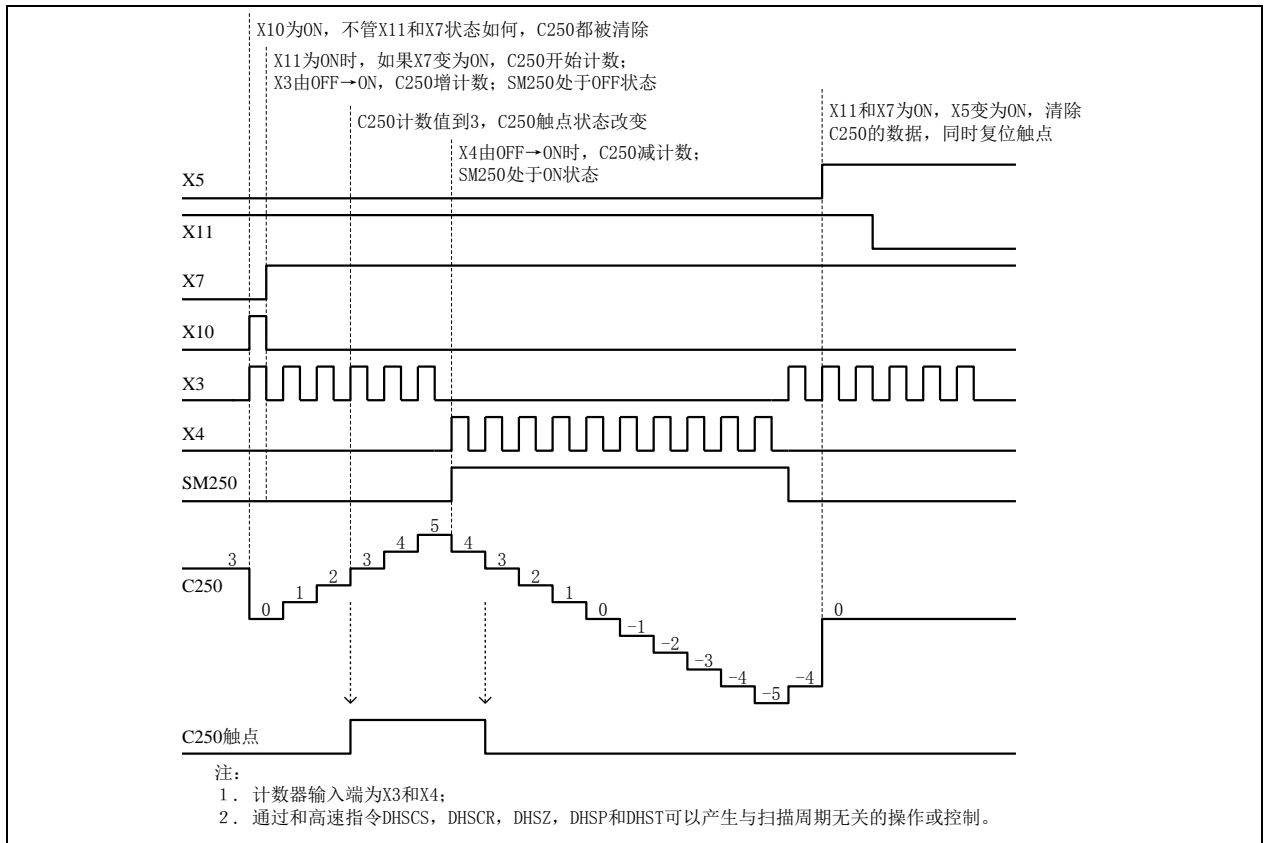 X10为ON，不管X11和X7状态如何，C250都被清除
X11为ON时，如果X7变为ON，C250开始计数；
X3由OFF→ON，C250增计数；SM250处于OFF状态
C250计数值到3，C250触点状态改变
X4由OFF→ON时，C250减计数；
SM250处于ON状态
X11和X7为ON，X5变为ON，清除
C250的数据，同时复位触点
X5
X11
X7
X10
X3
X4
SM250
C250
3
0
1
2
3
4
5
4
3
2
1
0
-1
-2
-3
-4
-5
-4
0
C250触点
注：
1. 计数器输入端为X3和X4；
2. 通过和高速指令DHSCS，DHSCR，DHSZ，DHSP和DHST可以产生与扫描周期无关的操作或控制。